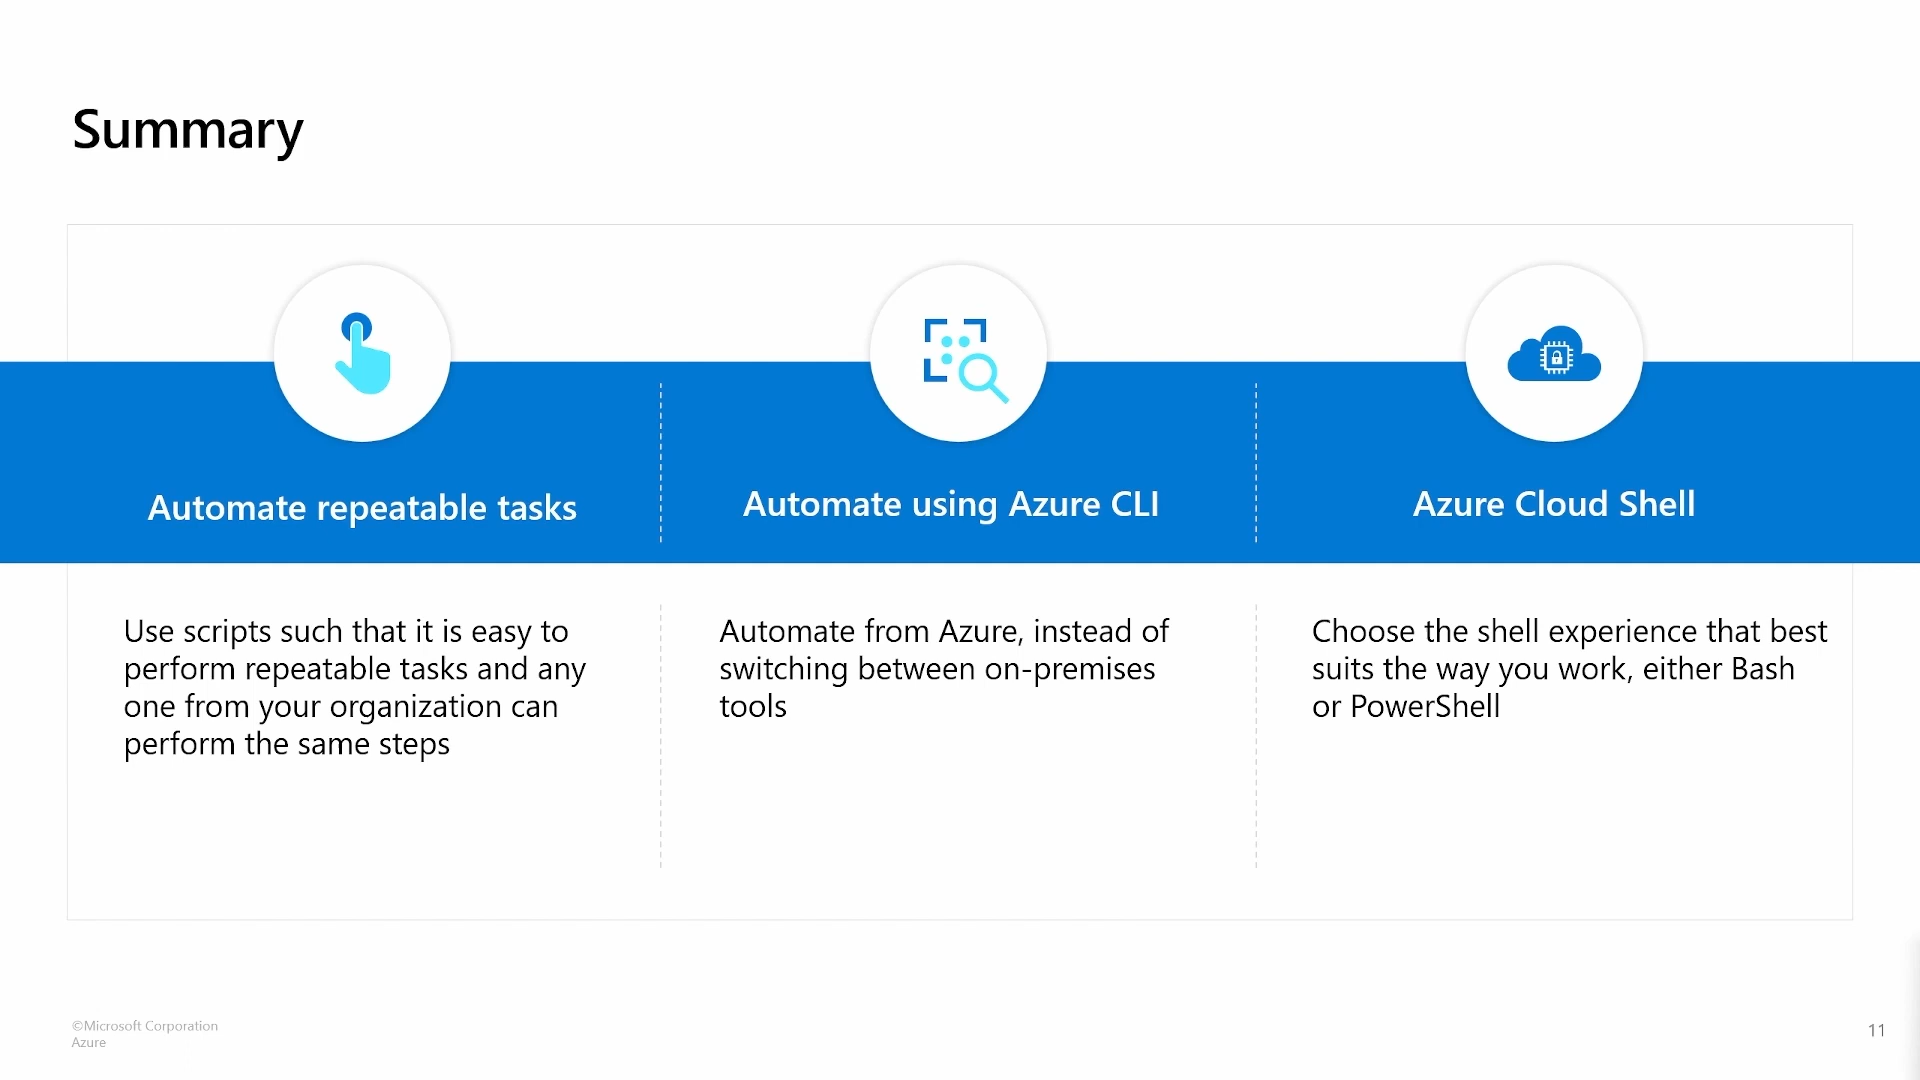 Summary
Automate repeatable tasks
Use scripts such that it is easy to
perform repeatable tasks and any
one from your organization can
perform the same steps
Automate using Azure CLI
Automate from Azure, instead of
switching between on-premises
tools
Azure Cloud Shell
Choose the shell experience that best
suits the way you work, either Bash
or PowerShell
©Microsoft Corporation
Azure
11